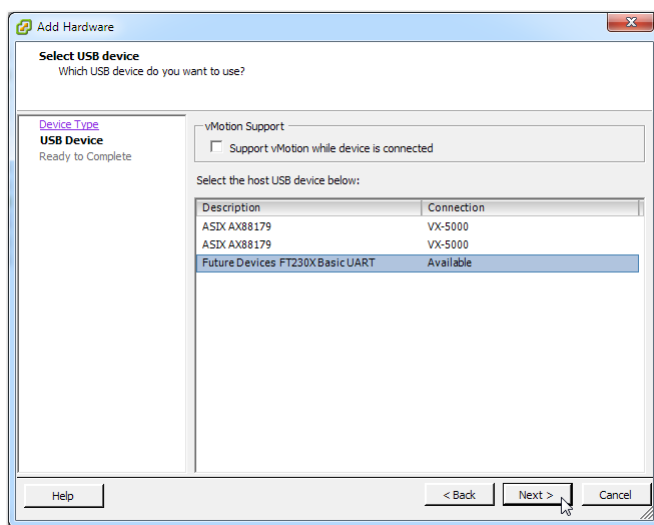 Add Hardware
Select USB device
Which USB device do you want to use?
Device Type
USB Device
Ready to Complete
vMotion Support
Support vMotion while device is connected
Select the host USB device below:
Description Connection
ASIX AX88179 VX-5000
ASIX AX88179 VX-5000
Future Devices FT230X Basic UART Available
Help < Back Next > Cancel